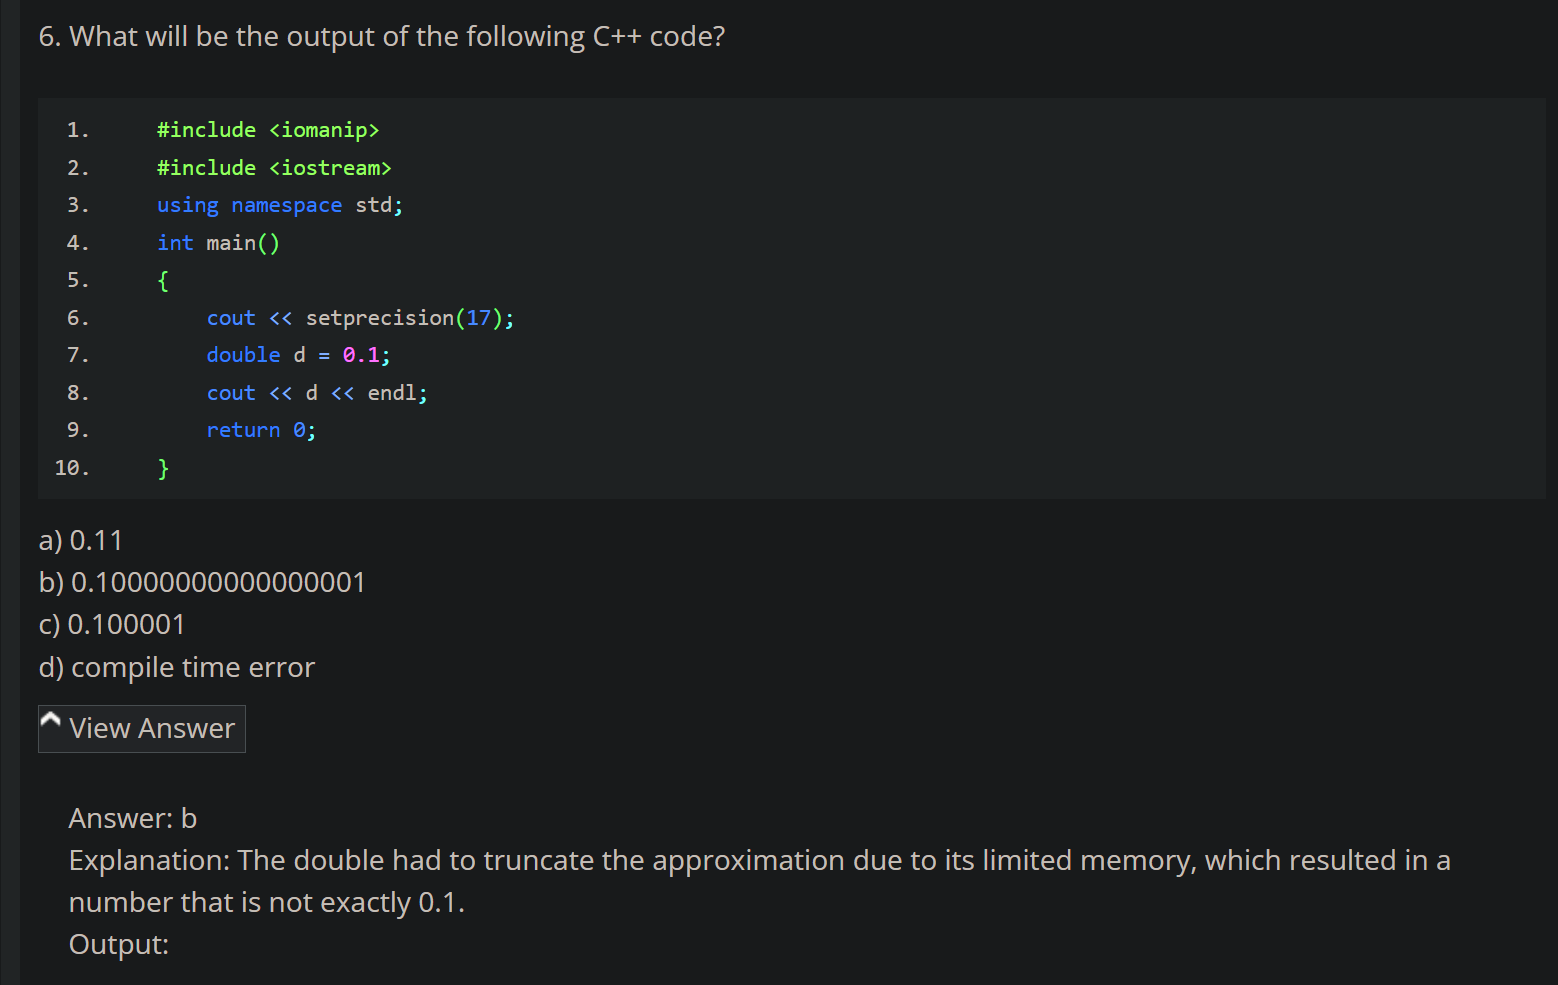 6. What will be the output of the following C++ code?
1. #include <iomanip>
2. #include <iostream>
3. using namespace std;
4. int main()
5. {
6. cout << setprecision(17);
7. double d = 0.1;
8. cout << d << endl;
9. return 0;
10. }
a) 0.11
b) 0.10000000000000001
c) 0.100001
d) compile time error
View Answer
Answer: b
Explanation: The double had to truncate the approximation due to its limited memory, which resulted in a
number that is not exactly 0.1.
Output: